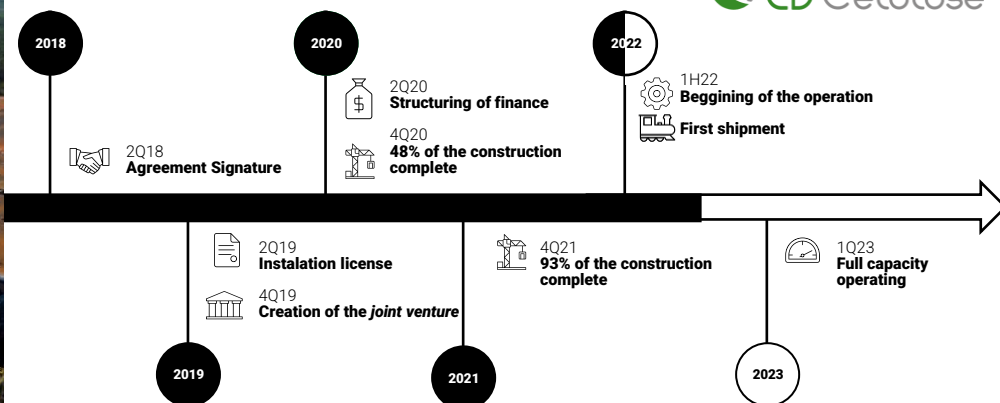 LD Celulose
2018
2020
2022
2Q18
Agreement Signature
2Q20
Structuring of finance
4Q20
48% of the construction
complete
1H22
Beggining of the operation
First shipment
2Q19
Instalation license
4Q19
Creation of the joint venture
4Q21
93% of the construction
complete
1Q23
Full capacity
operating
2019
2021
2023
$